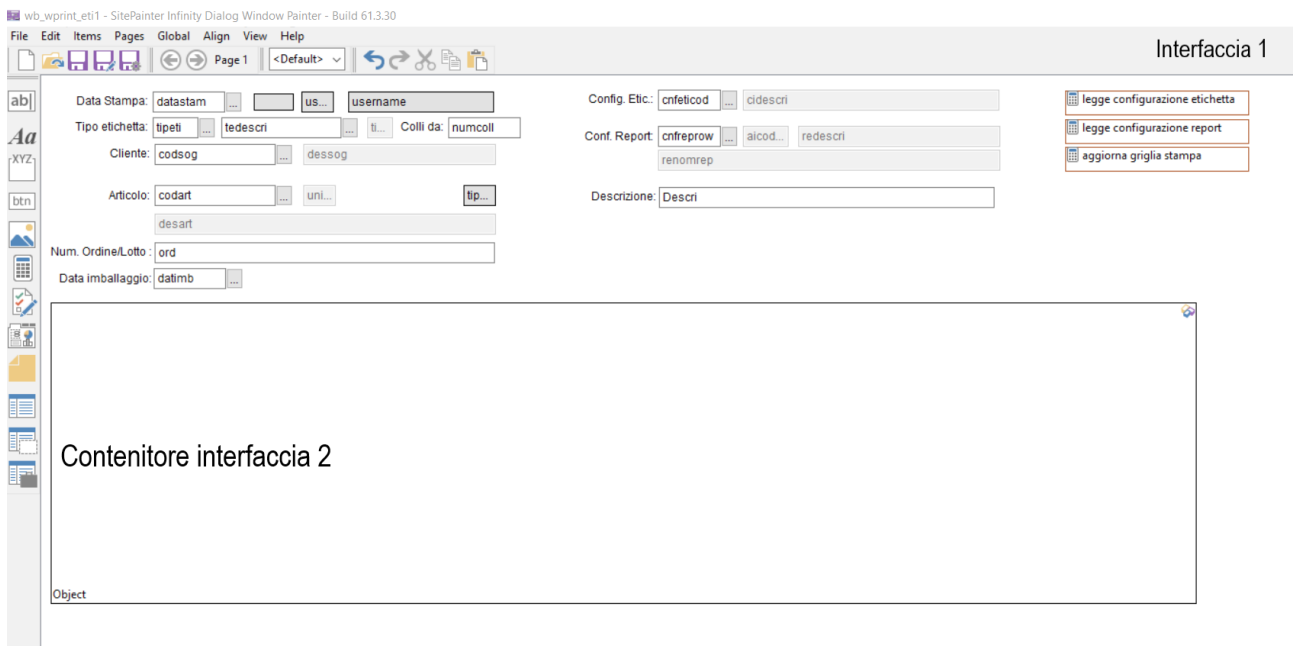 wb_wprint_eti1 - SitePainter Infinity Dialog Window Painter - Build 61.3.30
File Edit Items Pages Global Align View Help
Interfaccia 1
Page 1 <Default>
ab|
Data Stampa: datastam ... us... username
Config. Etic.: cnfeticod ... cidescri
legge configurazione etichetta
Aa
Tipo etichetta: tipeti ... tedescri ... ti... Colli da: numcoll
Conf. Report: cnfreprow ... aicod... redescri
legge configurazione report
XYZ
Cliente: codsog ... dessog
renomrep
aggiorna griglia stampa
btn
Articolo: codart ... uni... tip...
Descrizione: Descri
desart
Num. Ordine/Lotto : ord
Data imballaggio: datimb ...
Contenitore interfaccia 2
Object